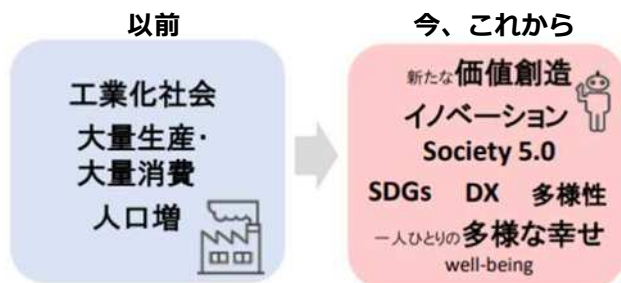 以前
工業化社会
大量生産・
大量消費
人口増
今、これから
新たな価値創造
イノベーション
Society 5.0
SDGs DX 多様性
一人ひとりの多様な幸せ
well-being